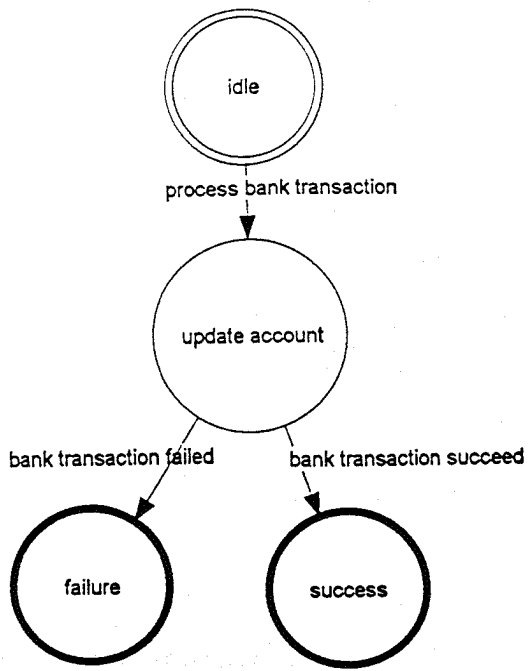 idle
process bank transaction
update account
bank transaction failed
bank transaction succeed
failure
success